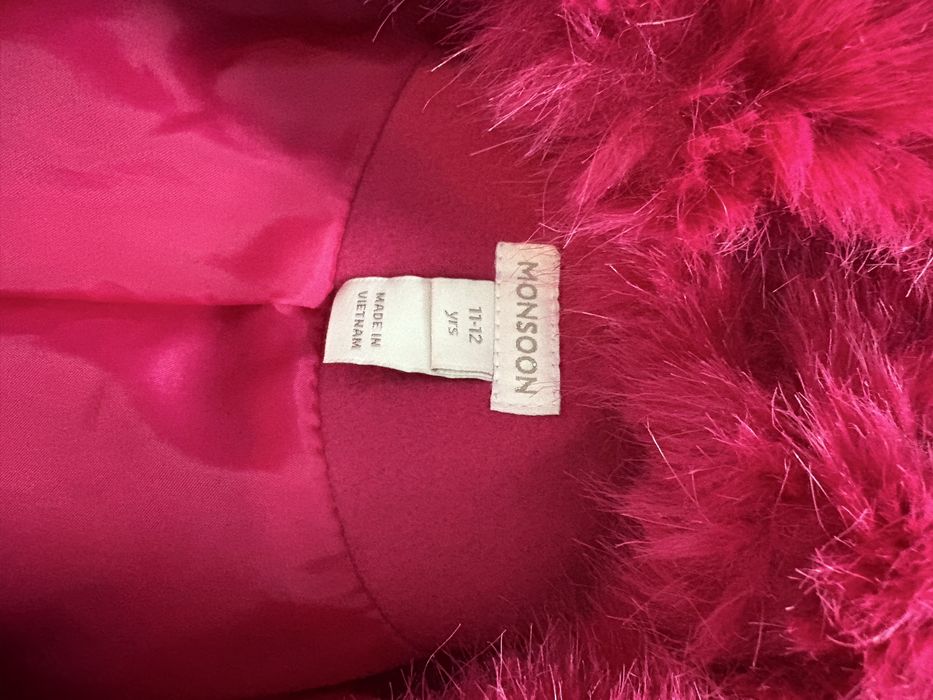 MONSOON
11-12
yrs
MADE IN
VIETNAM